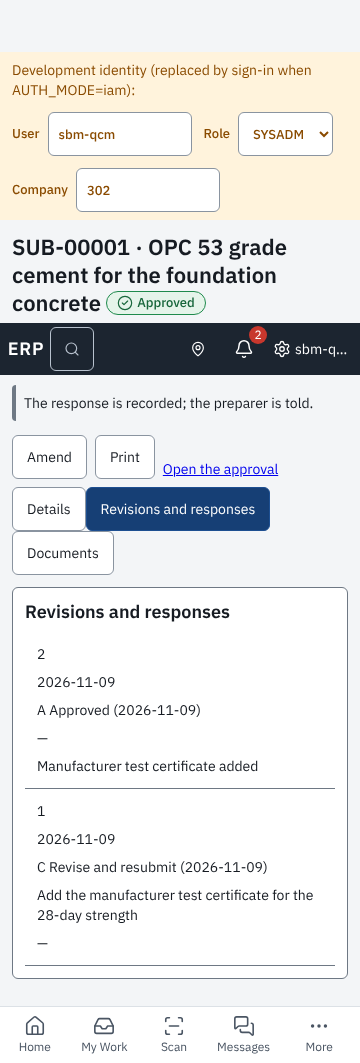 Development identity (replaced by sign-in when
AUTH_MODE=iam):
User sbm-qcm Role SYSADM
Company 302
SUB-00001 · OPC 53 grade
cement for the foundation
concrete Approved
ERP 2 sbm-q...
The response is recorded; the preparer is told.
Amend Print Open the approval
Details Revisions and responses
Documents
Revisions and responses
2
2026-11-09
A Approved (2026-11-09)
—
Manufacturer test certificate added
1
2026-11-09
C Revise and resubmit (2026-11-09)
Add the manufacturer test certificate for the
28-day strength
—
Home My Work Scan Messages More